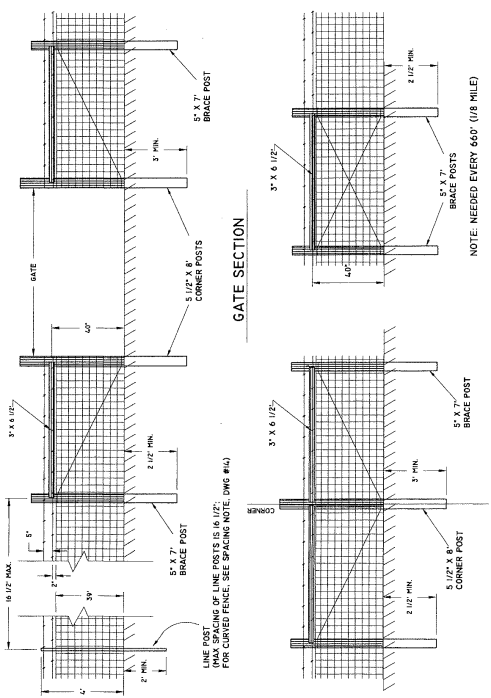 16 1/2' MAX.
5"
2"
39'
4'
2' MIN.
LINE POST
(MAX SPACING OF LINE POSTS IS 16 1/2';
FOR CURVED FENCE, SEE SPACING NOTE, DWG #14)
3" X 6 1/2'
40"
2 1/2' MIN.
5" X 7'
BRACE POST
GATE
5 1/2" X 8'
CORNER POSTS
3' MIN.
5" X 7'
BRACE POST
GATE SECTION
CORNER
3" X 6 1/2'
2 1/2' MIN.
5 1/2" X 8'
CORNER POST
3' MIN.
5" X 7'
BRACE POST
3" X 6 1/2'
40"
5" X 7'
BRACE POSTS
2 1/2' MIN.
NOTE: NEEDED EVERY 660' (1/8 MILE)